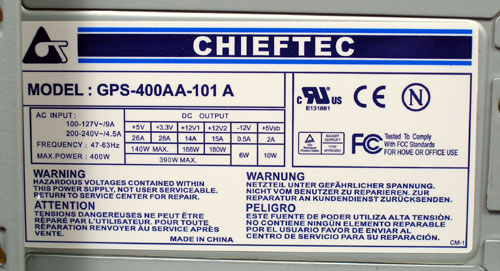 CHIEFTEC
MODEL : GPS-400AA-101 A
AC INPUT:
100-127V~/9A
200-240V~/4.5A
FREQUENCY : 47-63Hz
MAX.POWER : 400W
DC OUTPUT
+5V +3.3V +12V1 +12V2 -12V +5Vsb
26A 28A 14A 15A 0.5A 2A
140W MAX. 168W 180W 6W 10W
390W MAX.
c RU US
E131881
CE
N
BAUART GEPRÜFT
FC Tested To Comply
With FCC Standards
FOR HOME OR OFFICE USE
WARNING
HAZARDOUS VOLTAGES CONTAINED WITHIN
THIS POWER SUPPLY, NOT USER SERVICEABLE.
RETURN TO SERVICE CENTER FOR REPAIR.
ATTENTION
TENSIONS DANGEREUSES NE PEUT ÊTRE
RÉPARÉ PAR L'UTILISATEUR. POUR TOUTE
RÉPARATION RENVOYER AU SERVICE APRÈS
VENTE.
MADE IN CHINA
WARNUNG
NETZTEIL UNTER GEFÄHRLICHER SPANNUNG.
NICHT VOM BENUTZER ZU REPARIEREN. ZUR
REPARATUR AN KUNDENDIENST ZURÜCKSENDEN.
PELIGRO
ESTE FUENTE DE PODER UTILIZA ALTA TENSIÓN.
NO CONTIENE NINGÚN ELEMENTO REPARABLE
POR EL USUARIO FAVOR DE ENVIAR AL
CENTRO DE SERVICIO PARA SU REPARACIÓN.
CM-1